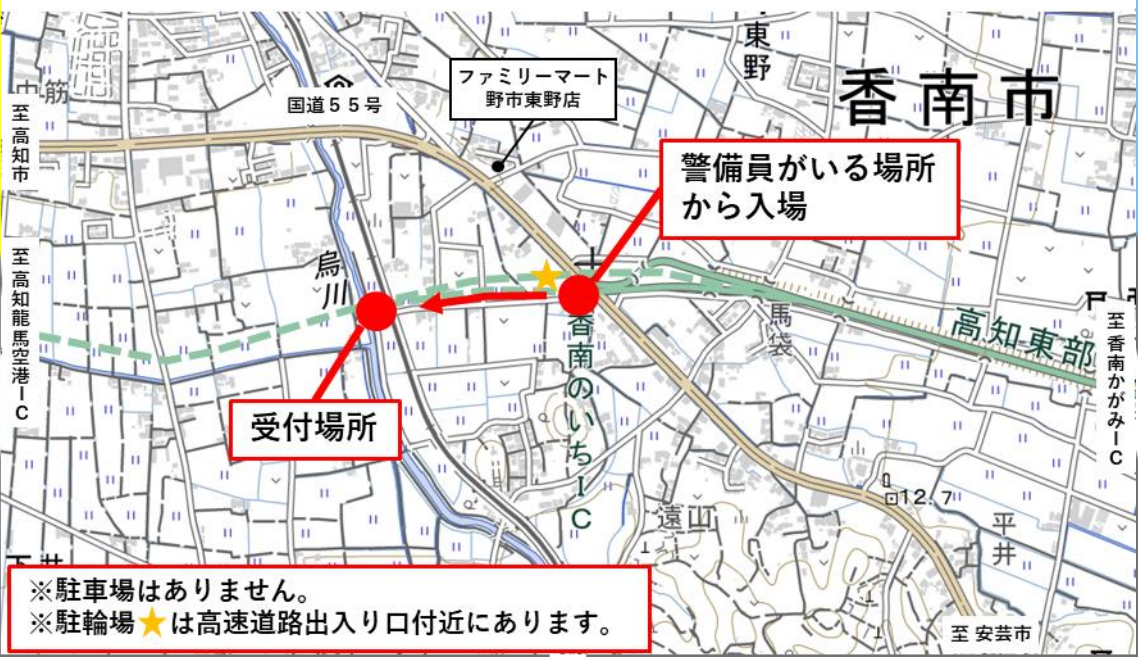 香南市
東野
中筋
国道55号
ファミリーマート
野市東野店
至高知市
警備員がいる場所
から入場
至高知龍馬空港IC
烏川
香南のいちIC
馬袋
高知東部
至香南かがみIC
受付場所
遠山
12.7
平井
下井
※駐車場はありません。
※駐輪場★は高速道路出入り口付近にあります。
至安芸市